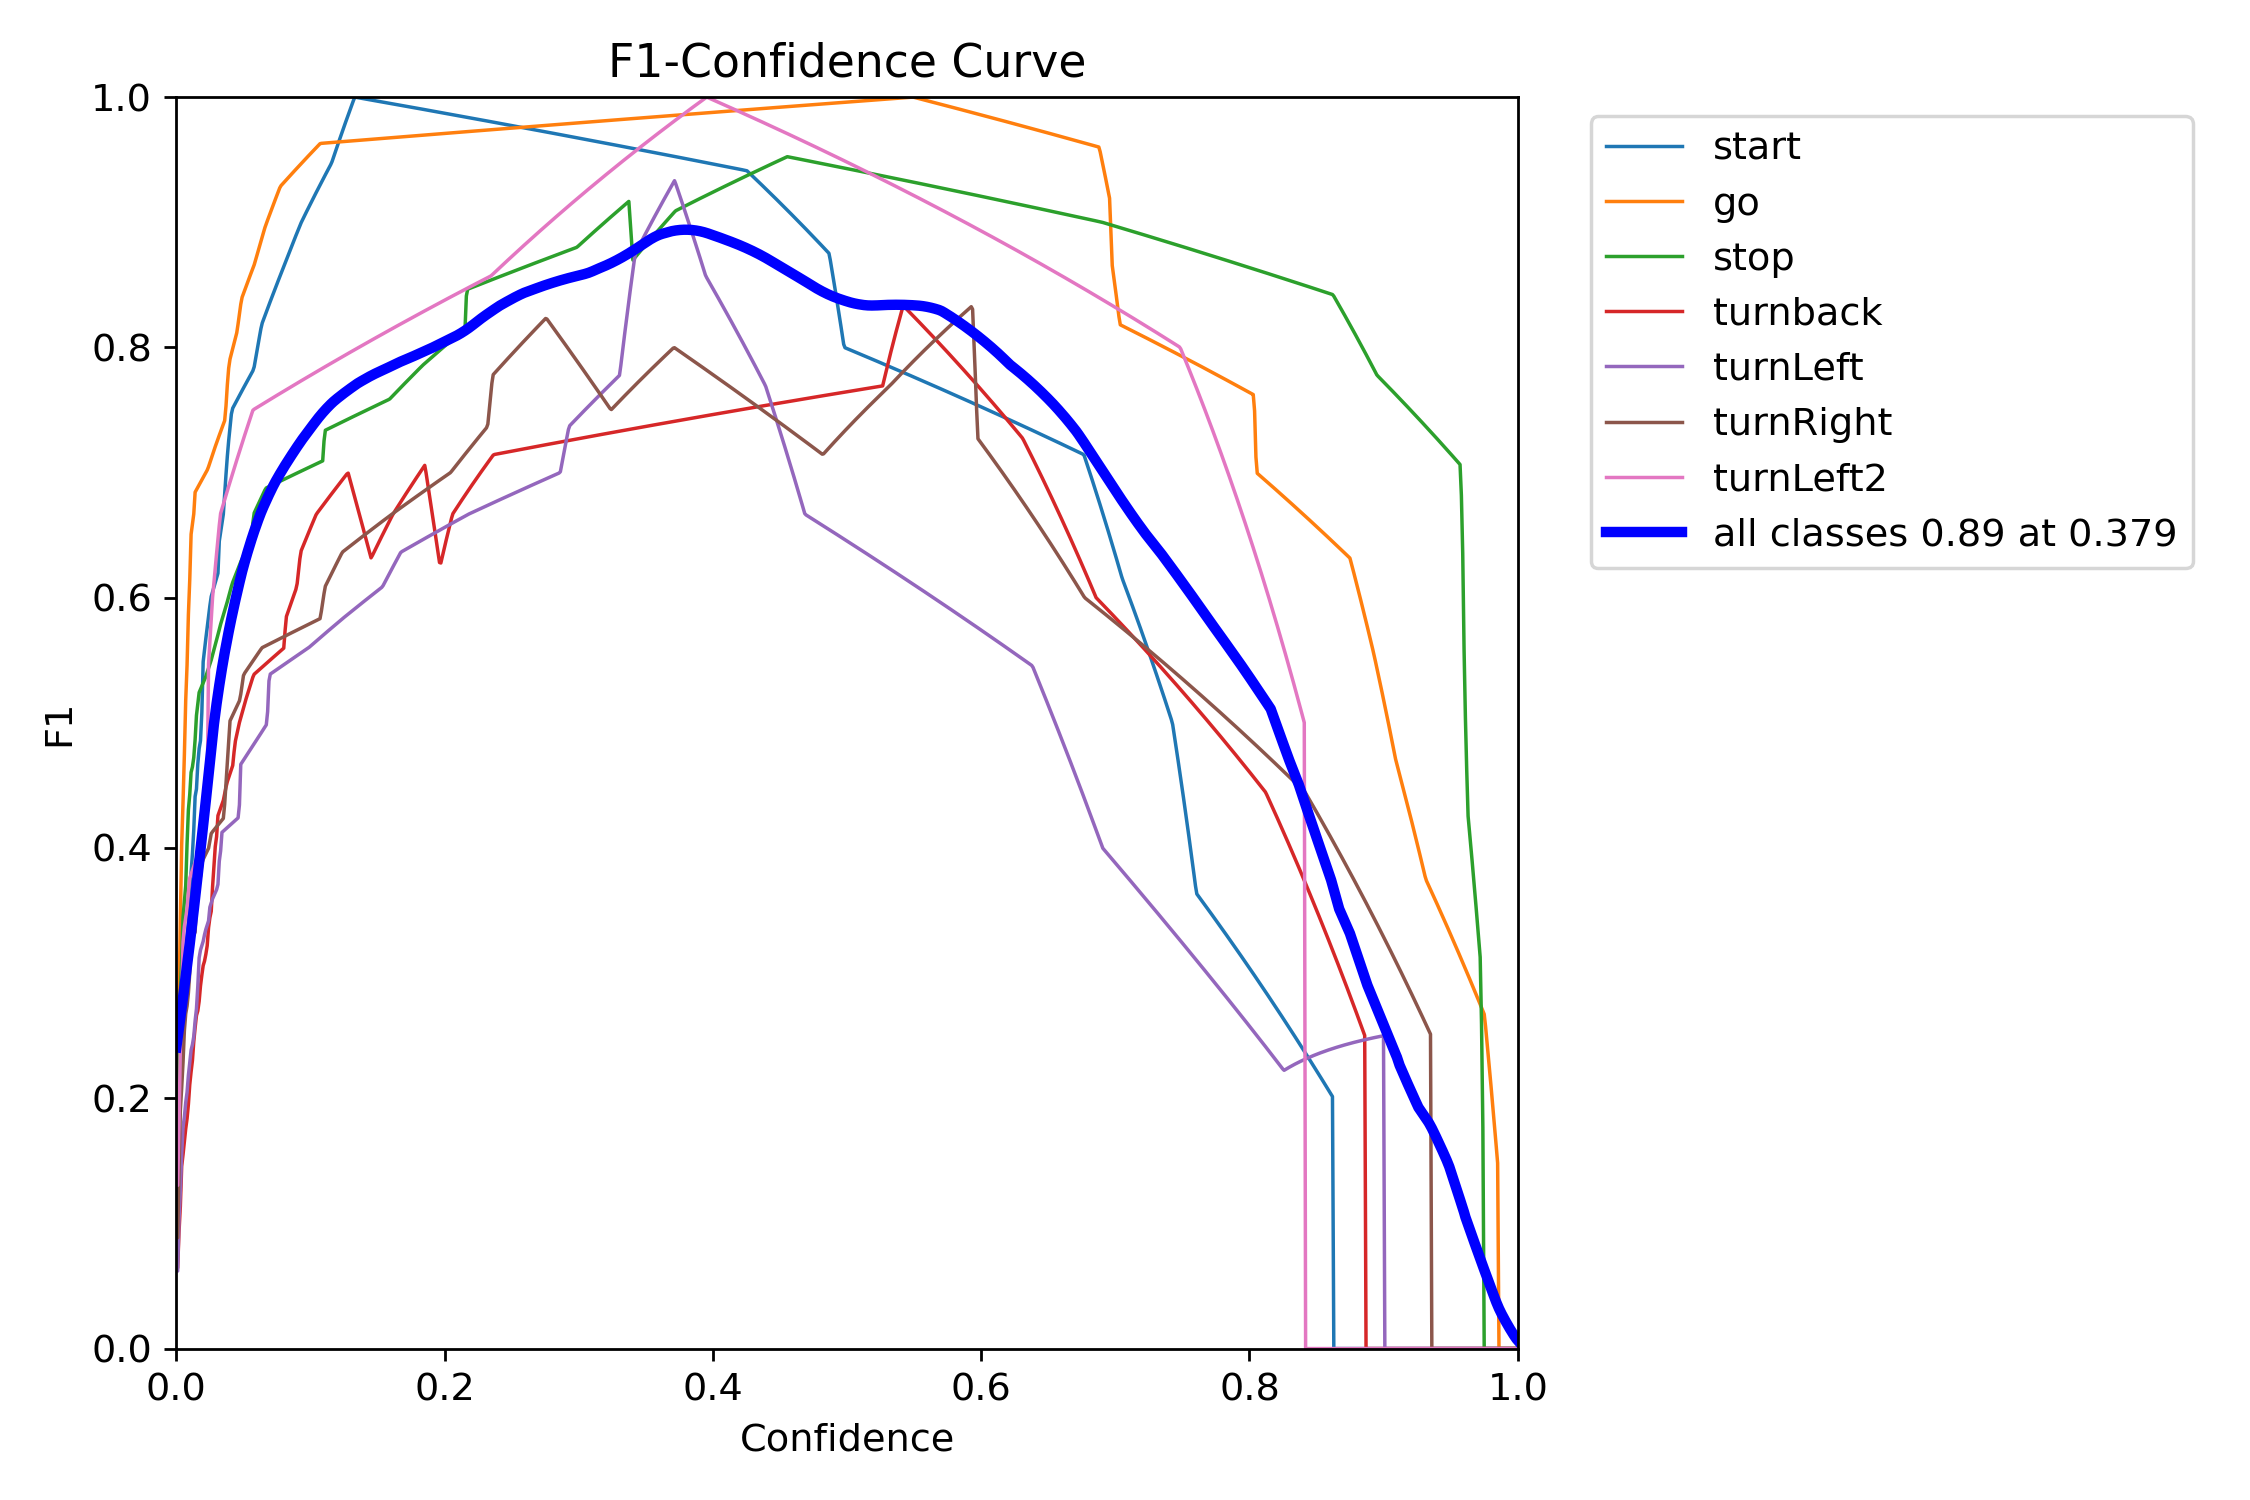 F1-Confidence Curve
1.0
0.8
0.6
0.4
0.2
0.0
F1
0.0 0.2 0.4 0.6 0.8 1.0
Confidence
start
go
stop
turnback
turnLeft
turnRight
turnLeft2
all classes 0.89 at 0.379